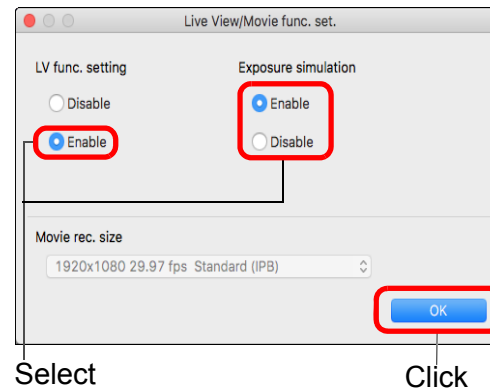 Live View/Movie func. set.
LV func. setting
Exposure simulation
Disable
Enable
Enable
Disable
Movie rec. size
1920x1080 29.97 fps Standard (IPB)
OK
Select
Click